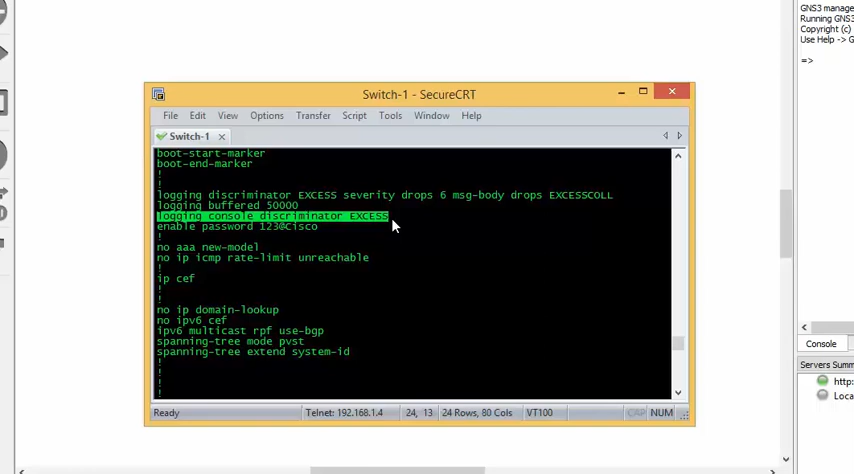 GNS3 manage
Running GNS3
Copyright (c)
Use Help -> G
=>
Switch-1 - SecureCRT
File Edit View Options Transfer Script Tools Window Help
Switch-1
boot-start-marker
boot-end-marker
!
!
logging discriminator EXCESS severity drops 6 msg-body drops EXCESSCOLL
logging buffered 50000
logging console discriminator EXCESS
enable password 123@Cisco
!
no aaa new-model
no ip icmp rate-limit unreachable
!
ip cef
!
!
no ip domain-lookup
no ipv6 cef
ipv6 multicast rpf use-bgp
spanning-tree mode pvst
spanning-tree extend system-id
!
!
!
!
Ready Telnet: 192.168.1.4 24, 13 24 Rows, 80 Cols VT100 CAP NUM
Console
Servers Summ
http:
Loca